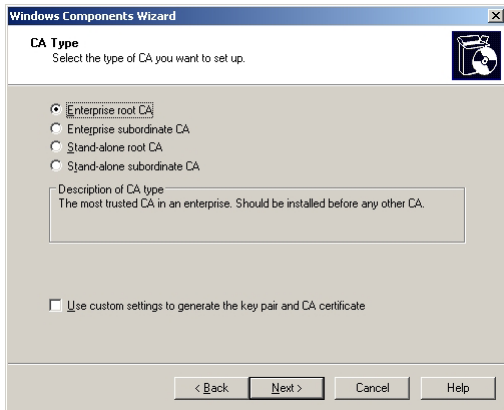 Windows Components Wizard
CA Type
Select the type of CA you want to set up.
Enterprise root CA
Enterprise subordinate CA
Stand-alone root CA
Stand-alone subordinate CA
Description of CA type
The most trusted CA in an enterprise. Should be installed before any other CA.
Use custom settings to generate the key pair and CA certificate
< Back Next > Cancel Help